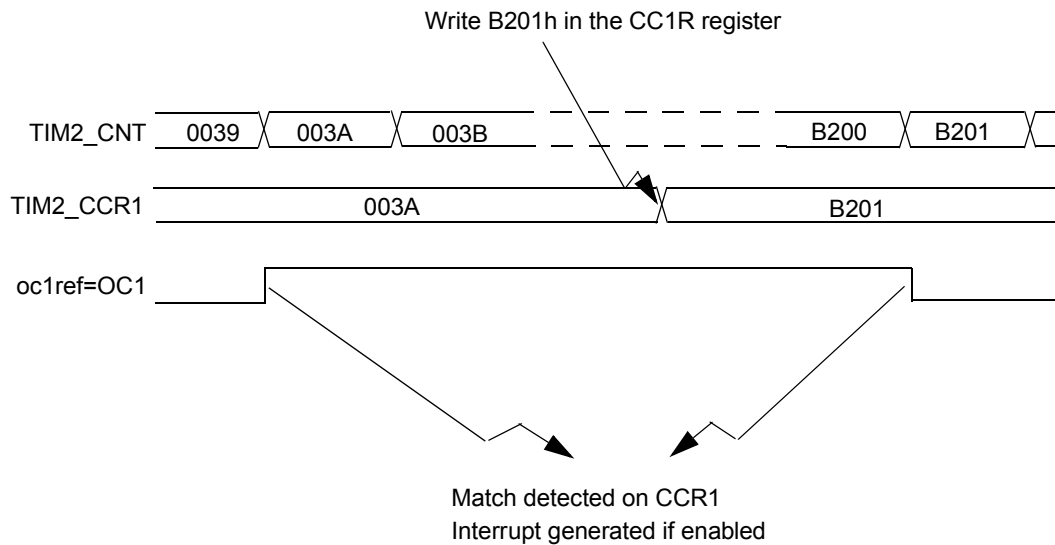 Write B201h in the CC1R register
TIM2_CNT 0039 003A 003B B200 B201
TIM2_CCR1 003A B201
oc1ref=OC1
Match detected on CCR1
Interrupt generated if enabled